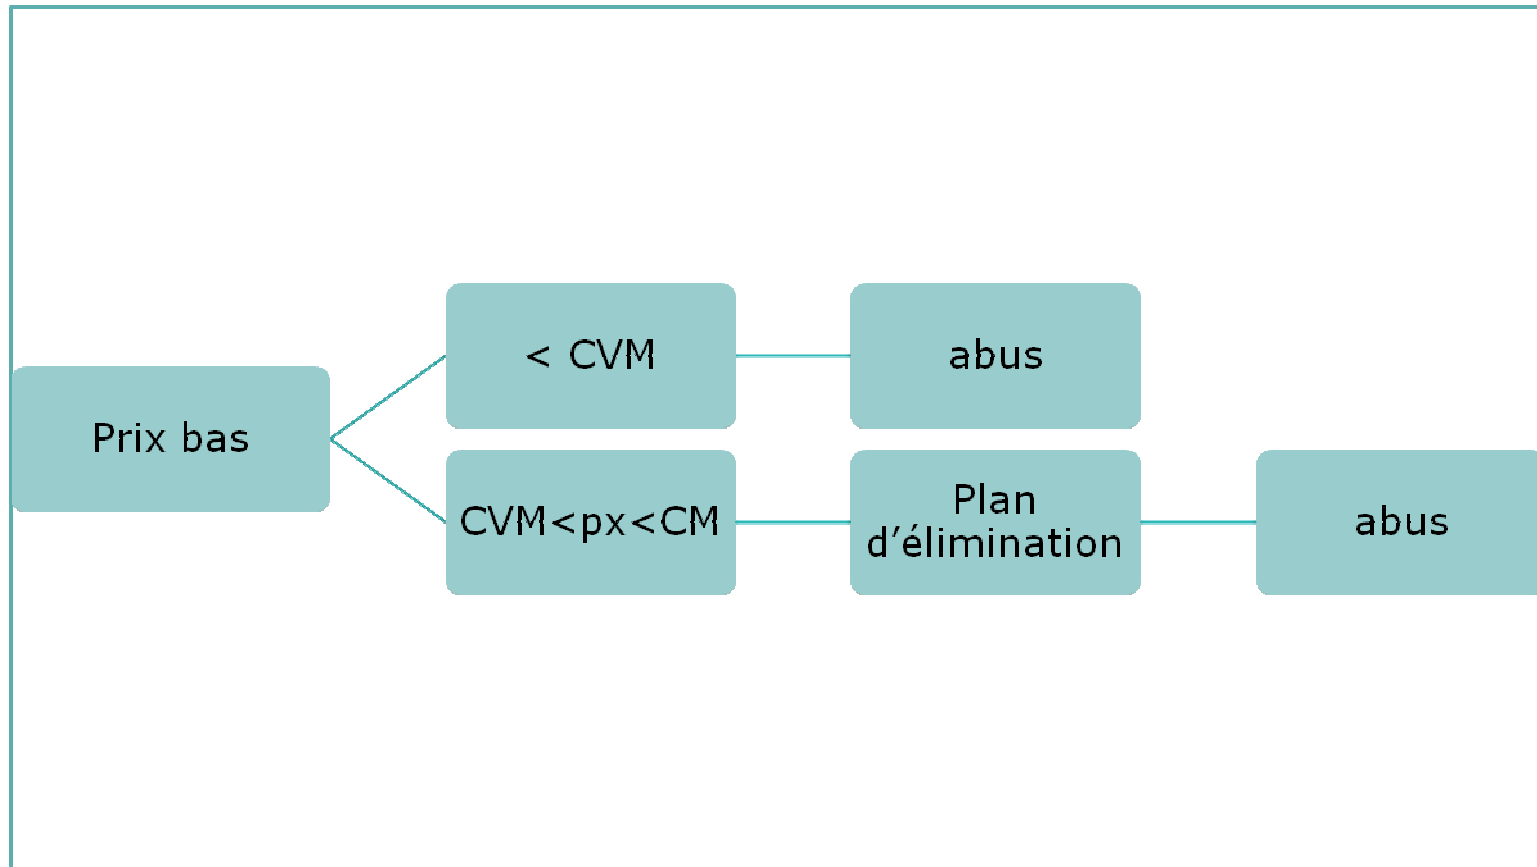 Prix bas
< CVM
abus
CVM<px<CM
Plan
d’élimination
abus